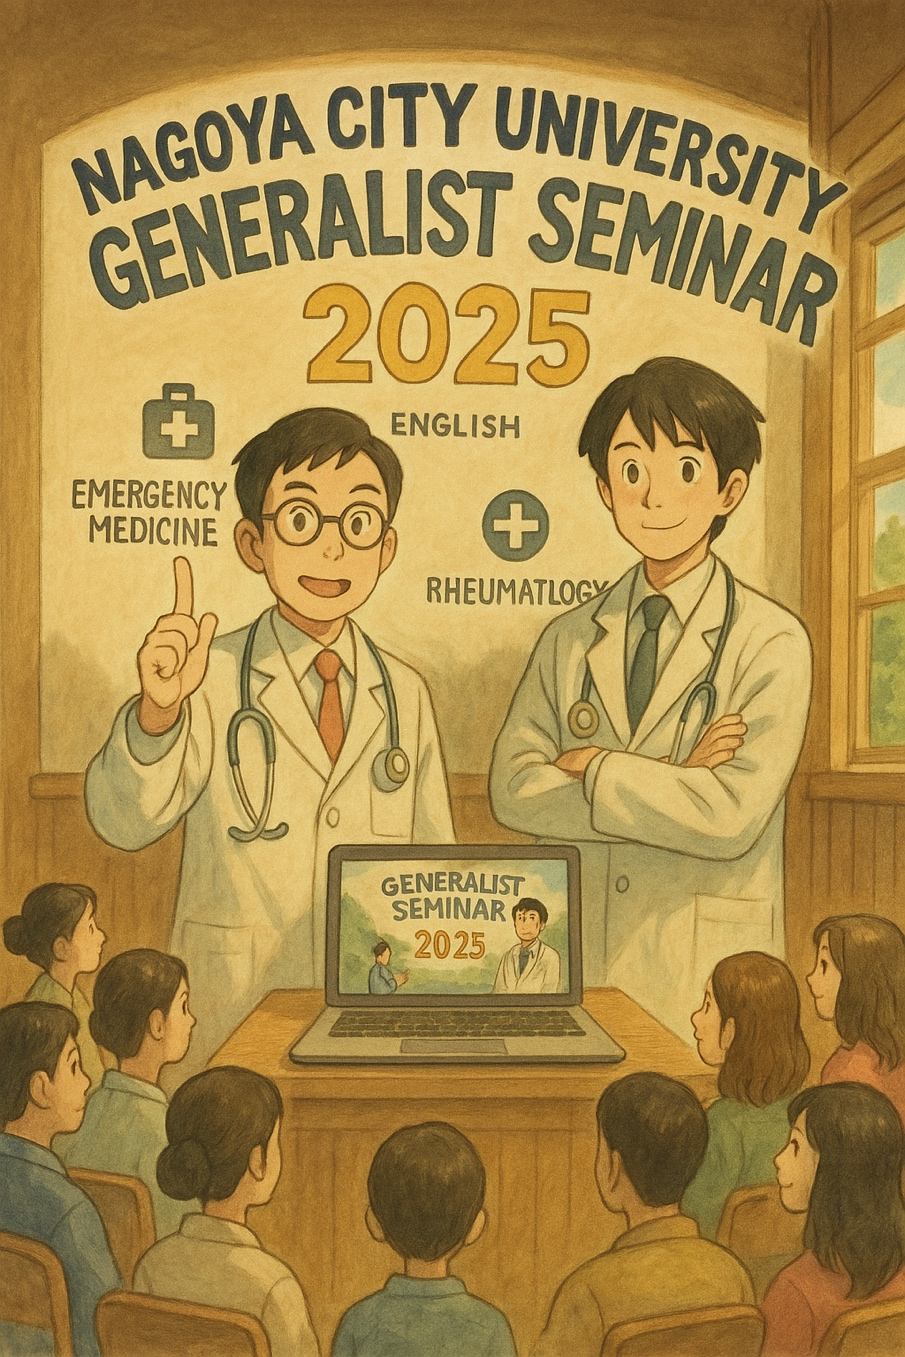 NAGOYA CITY UNIVERSITY
GENERALIST SEMINAR
2025
ENGLISH
EMERGENCY
MEDICINE
RHEUMATLOGY
GENERALIST
SEMINAR
2025